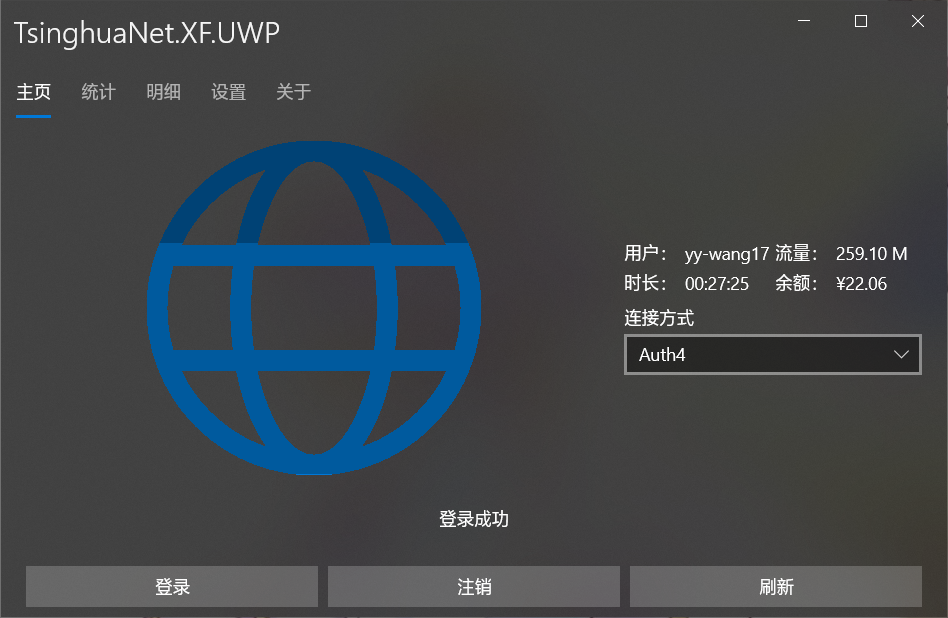 TsinghuaNet.XF.UWP
主页 统计 明细 设置 关于
用户： yy-wang17 流量： 259.10 M
时长： 00:27:25 余额： ¥22.06
连接方式
Auth4
登录成功
登录 注销 刷新